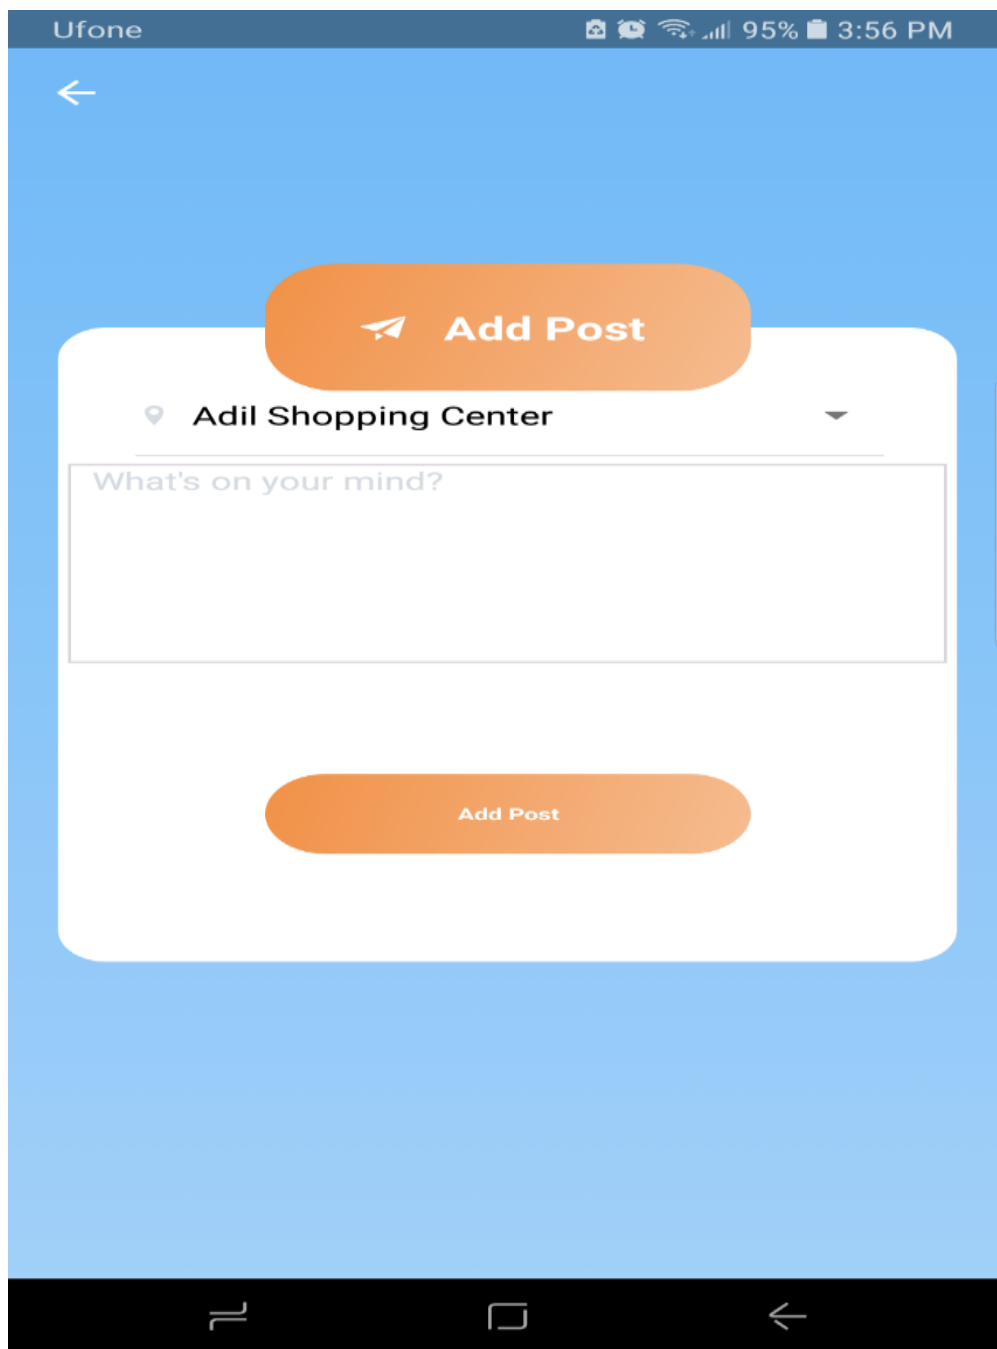 Ufone 95% 3:56 PM
Add Post
Adil Shopping Center
What's on your mind?
Add Post